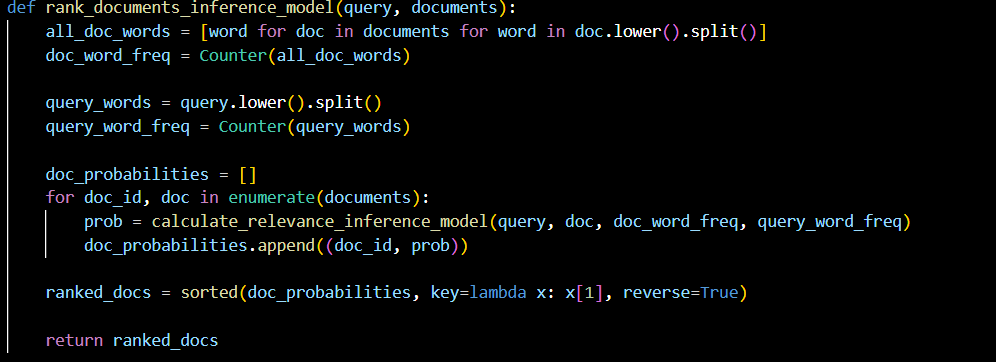 def rank_documents_inference_model(query, documents):
    all_doc_words = [word for doc in documents for word in doc.lower().split()]
    doc_word_freq = Counter(all_doc_words)

    query_words = query.lower().split()
    query_word_freq = Counter(query_words)

    doc_probabilities = []
    for doc_id, doc in enumerate(documents):
        prob = calculate_relevance_inference_model(query, doc, doc_word_freq, query_word_freq)
        doc_probabilities.append((doc_id, prob))

    ranked_docs = sorted(doc_probabilities, key=lambda x: x[1], reverse=True)

    return ranked_docs